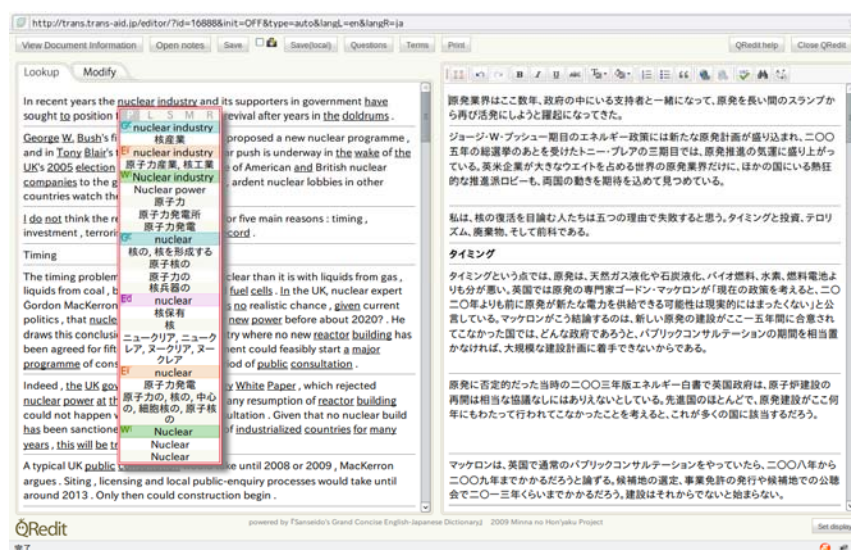 http://trans.trans-aid.jp/editor/?id=16888&init=OFF&type=auto&langL=en&langR=ja
View Document Information Open notes Save Save(local) Questions Terms Print QRedit help Close QRedit
Lookup Modify
In recent years the nuclear industry and its supporters in government have
sought to position revival after years in the doldrums .
George W. Bush's fi proposed a new nuclear programme ,
and in Tony Blair's t r push is underway in the wake of the
UK's 2005 election of American and British nuclear
companies to the g , ardent nuclear lobbies in other
countries watch the
I do not think the re or five main reasons : timing ,
investment , terroris cord .
Timing
The timing problem clear than it is with liquids from gas ,
liquids from coal , b fuel cells . In the UK, nuclear expert
Gordon MacKerron s no realistic chance , given current
politics , that nucle new power before about 2020? . He
draws this conclusi try where no new reactor building has
been agreed for fift ent could feasibly start a major
programme of cons od of public consultation .
Indeed , the UK gov y White Paper , which rejected
nuclear power at th any resumption of reactor building
could not happen ultation . Given that no nuclear build
has been sanctione of industrialized countries for many
years , this will be tr
A typical UK public ke until 2008 or 2009 , MacKerron
argues . Siting , licensing and local public-enquiry processes would take until
around 2013 . Only then could construction begin .
P L S M R
nuclear industry
核産業
nuclear industry
原子力産業, 核工業
Nuclear industry
Nuclear power
原子力
原子力発電所
原子力発電
nuclear
核の, 核を形成する
原子核の
原子力の
核兵器の
nuclear
核保有
核
ニュークリア, ニューク
レア, ヌークリア, ヌー
クレア
nuclear
原子力発電
原子力の, 核の, 中心
の, 細胞核の, 原子核
の
Nuclear
Nuclear
Nuclear
原発業界はここ数年、政府の中にいる支持者と一緒になって、原発を長い間のスランプか
ら再び活発にしようと躍起になってきた。
ジョージ・W・ブッシュ一期目のエネルギー政策には新たな原発計画が盛り込まれ、二〇〇
五年の総選挙のあとを受けたトニー・ブレアの三期目では、原発推進の気運に盛り上がっ
ている。英米企業が大きなウエイトを占める世界の原発業界だけに、ほかの国にいる熱狂
的な推進派ロビーも、両国の動きを期待を込めて見つめている。
私は、核の復活を目論む人たちは五つの理由で失敗すると思う。タイミングと投資、テロリ
ズム、廃棄物、そして前科である。
タイミング
タイミングという点では、原発は、天然ガス液化や石炭液化、バイオ燃料、水素、燃料電池よ
りも分が悪い。英国では原発の専門家ゴードン・マッケロンが「現在の政策を考えると、二〇
二〇年よりも前に原発が新たな電力を供給できる可能性は現実的にはまったくない」と公
言している。マッケロンがこう結論するのは、新しい原発の建設がここ一五年間に合意され
てこなかった国では、どんな政府であろうと、パブリックコンサルテーションの期間を相当置
かなければ、大規模な建設計画に着手できないからである。
原発に否定的だった当時の二〇〇三年版エネルギー白書で英国政府は、原子炉建設の
再開は相当な協議なしにはありえないとしている。先進国のほとんどで、原発建設がここ何
年にもわたって行われてこなかったことを考えると、これが多くの国に該当するだろう。
マッケロンは、英国で通常のパブリックコンサルテーションをやっていたら、二〇〇八年から
二〇〇九年までかかるだろうと論ずる。候補地の選定、事業免許の発行や候補地での公聴
会で二〇一三年くらいまでかかるだろう。建設はそれからでないと始まらない。
QRedit
powered by 『Sanseido's Grand Concise English-Japanese Dictionary』 2009 Minna no Hon'yaku Project
Set display
完了